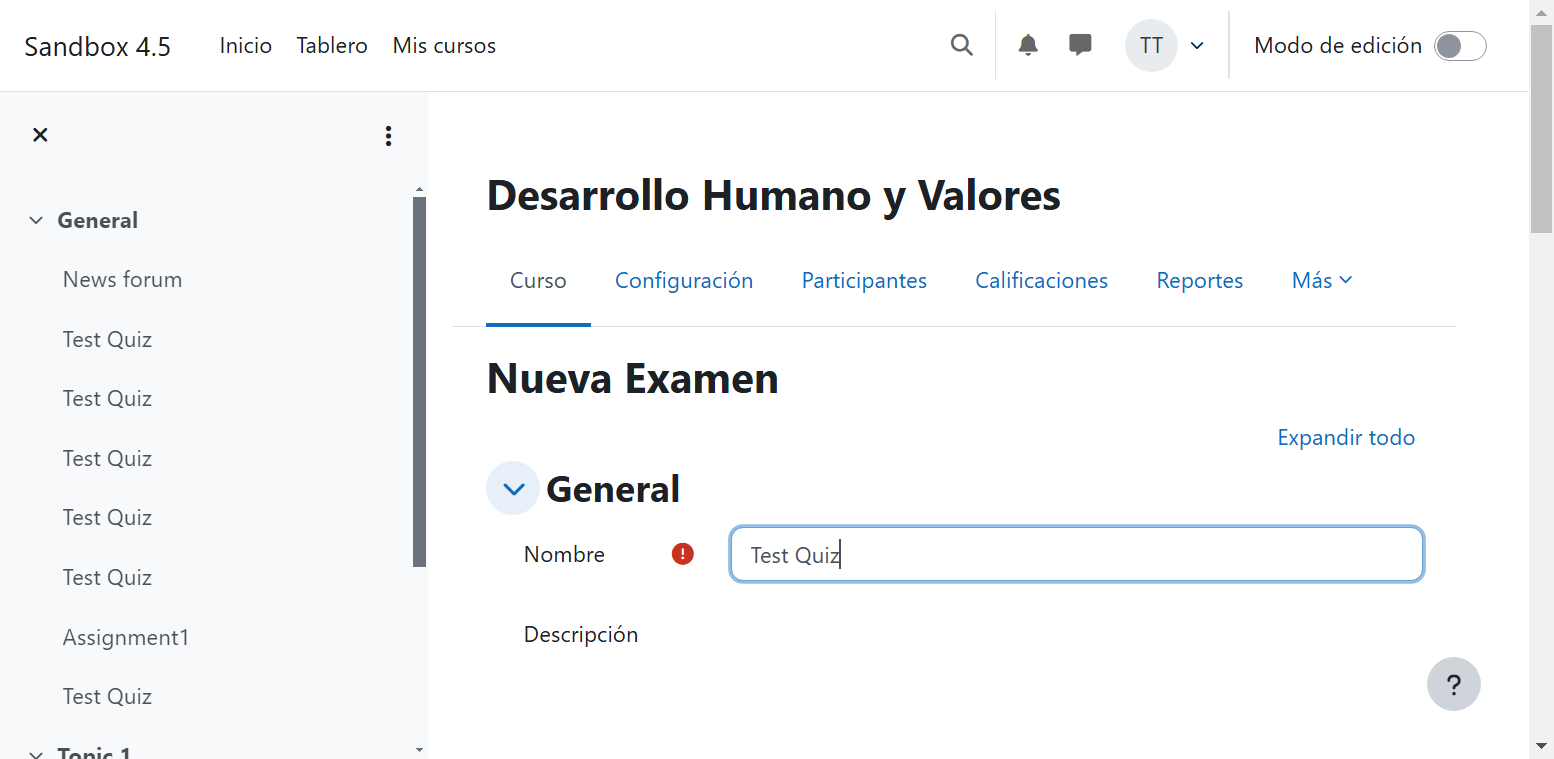 Sandbox 4.5 Inicio Tablero Mis cursos TT Modo de edición
General
News forum
Test Quiz
Test Quiz
Test Quiz
Test Quiz
Test Quiz
Assignment1
Test Quiz
Topic 1
Desarrollo Humano y Valores
Curso Configuración Participantes Calificaciones Reportes Más
Nueva Examen
Expandir todo
General
Nombre Test Quiz
Descripción
?